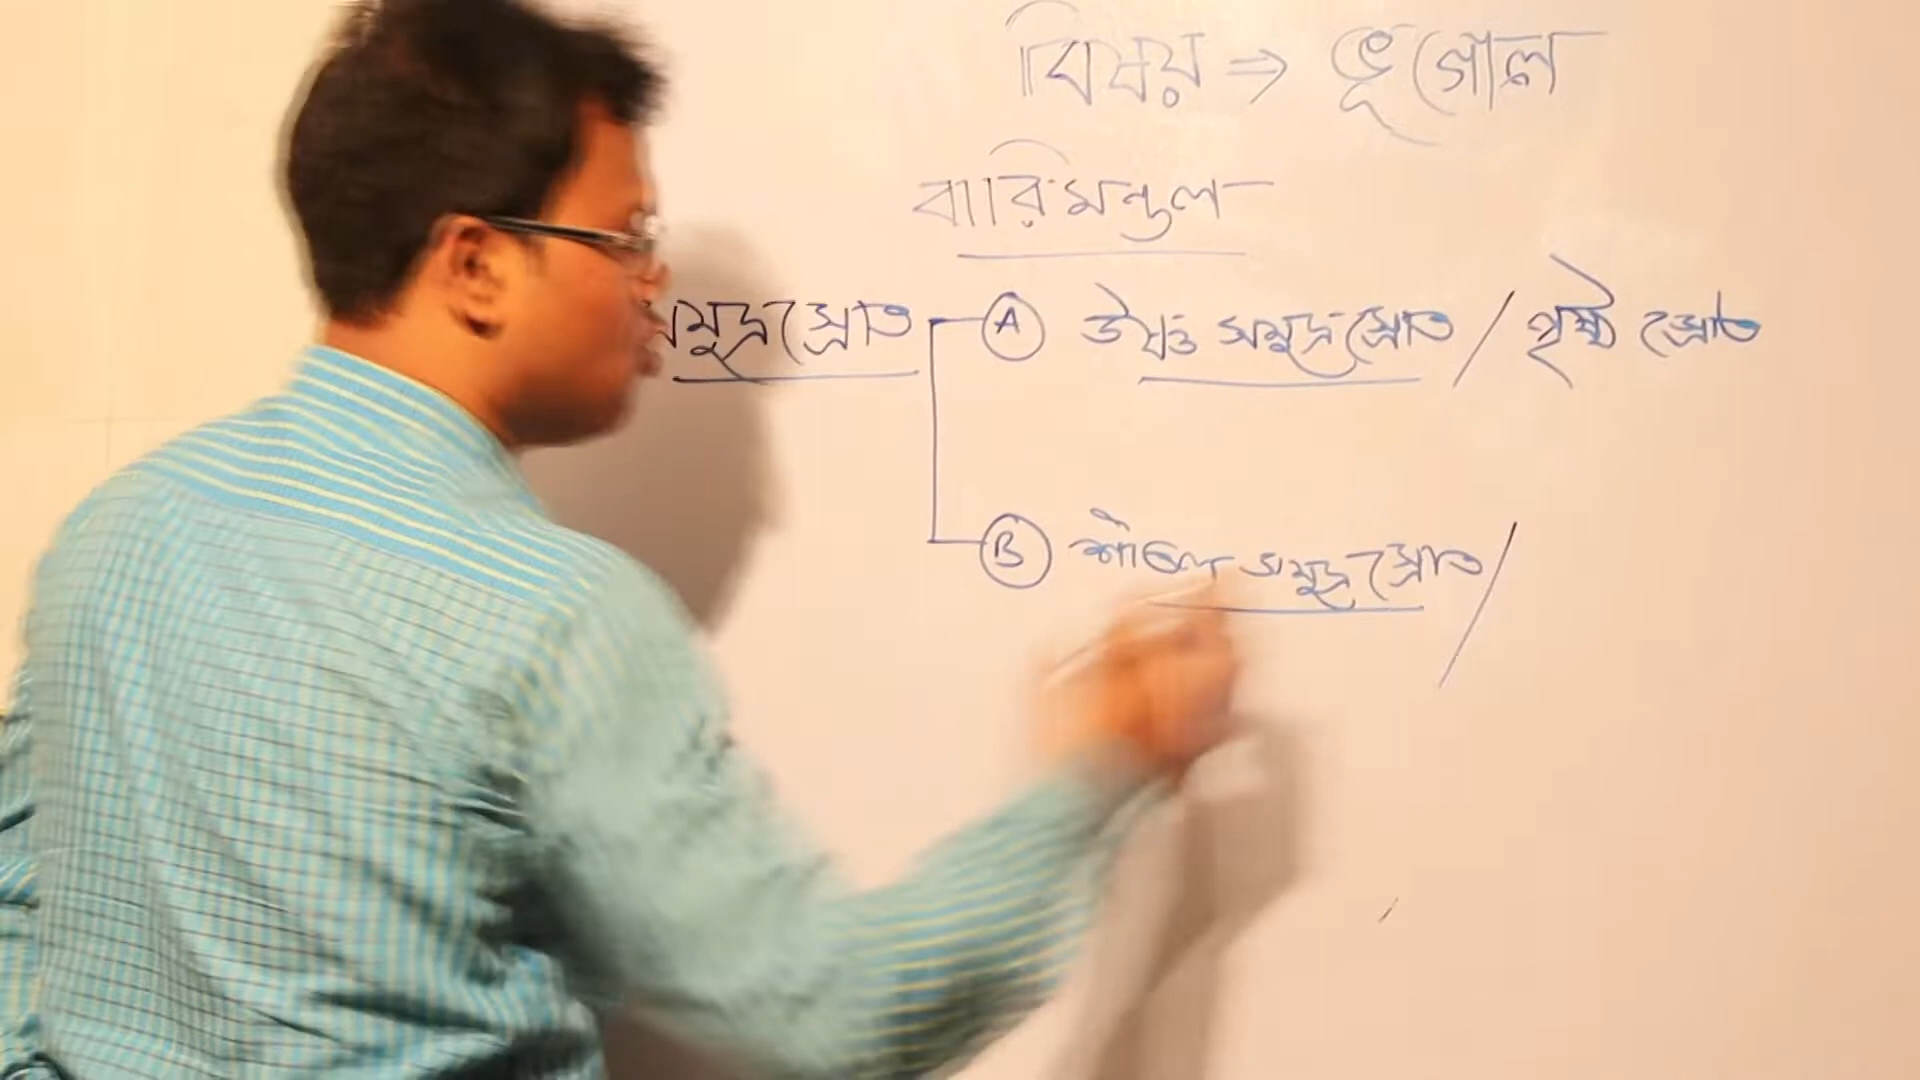 বিষয় ⇒ ভূগোল
বারিমন্ডল
সমুদ্রস্রোত
A উষ্ণ সমুদ্রস্রোত / পৃষ্ঠ স্রোত
B শীতল সমুদ্রস্রোত /